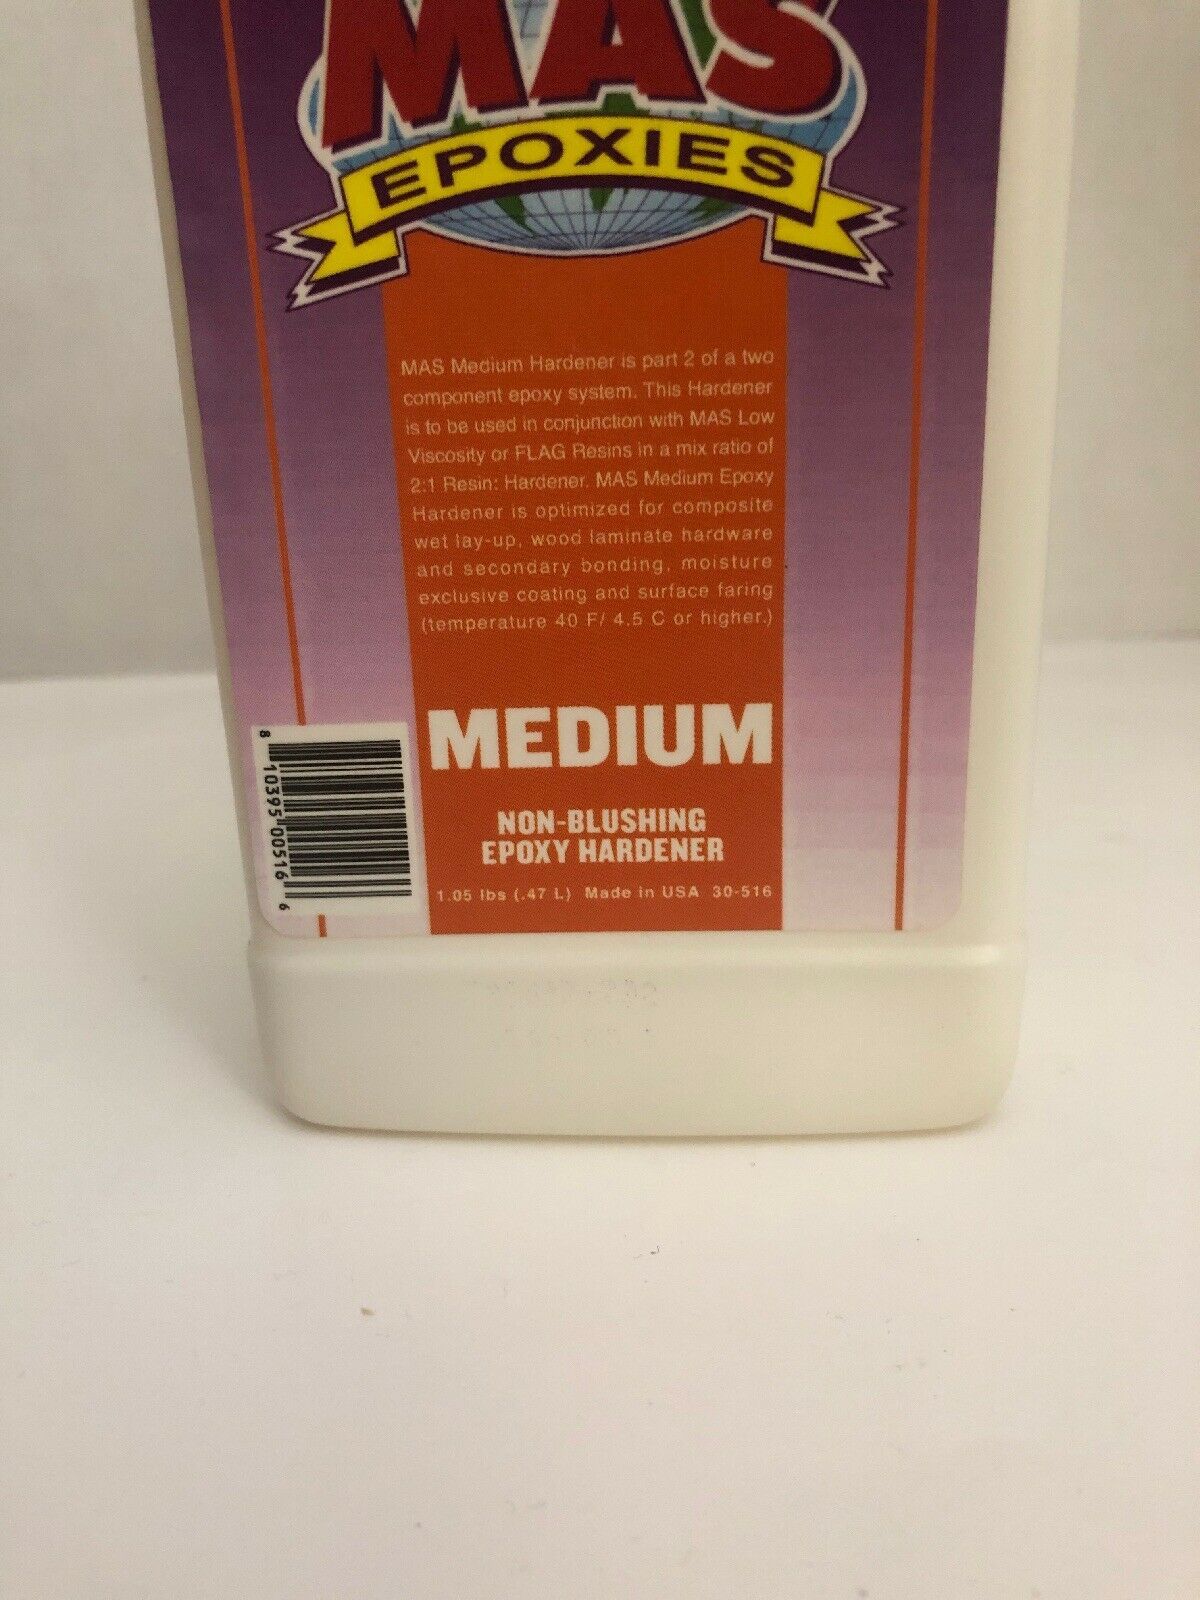 MAS
EPOXIES
MAS Medium Hardener is part 2 of a two
component epoxy system. This Hardener
is to be used in conjunction with MAS Low
Viscosity or FLAG Resins in a mix ratio of
2:1 Resin: Hardener. MAS Medium Epoxy
Hardener is optimized for composite
wet lay-up, wood laminate hardware
and secondary bonding, moisture
exclusive coating and surface faring
(temperature 40 F/ 4.5 C or higher.)
MEDIUM
NON-BLUSHING
EPOXY HARDENER
1.05 lbs (.47 L) Made in USA 30-516
8 10395 00516 6